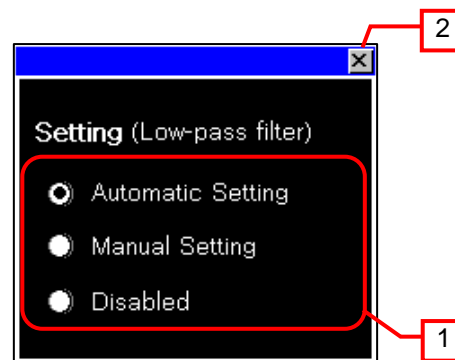 2
Setting (Low-pass filter)
Automatic Setting
Manual Setting
Disabled
1